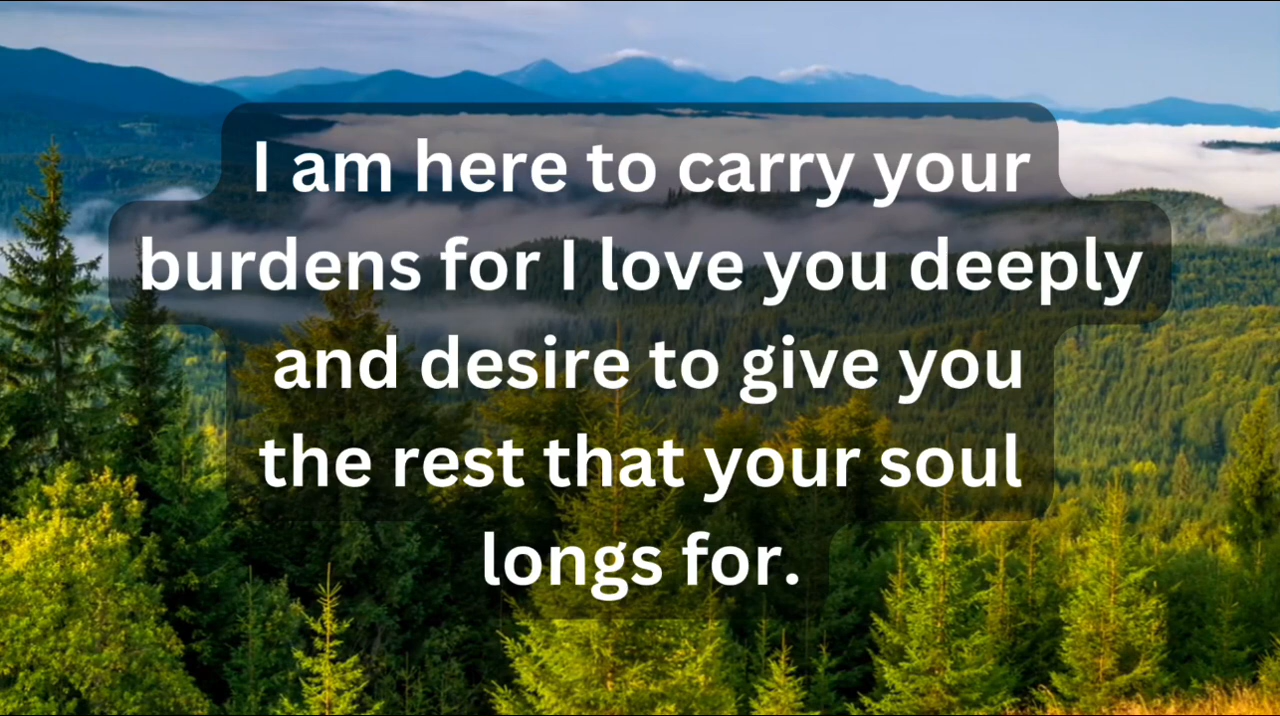 I am here to carry your
burdens for I love you deeply
and desire to give you
the rest that your soul
longs for.